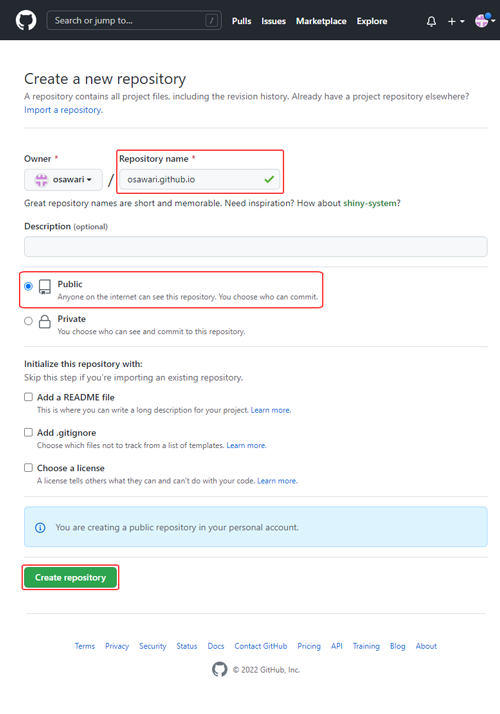 Search or jump to... /
Pulls Issues Marketplace Explore
Create a new repository
A repository contains all project files, including the revision history. Already have a project repository elsewhere?
Import a repository.
Owner * Repository name *
osawari / osawari.github.io
Great repository names are short and memorable. Need inspiration? How about shiny-system?
Description (optional)
Public
Anyone on the internet can see this repository. You choose who can commit.
Private
You choose who can see and commit to this repository.
Initialize this repository with:
Skip this step if you're importing an existing repository.
Add a README file
This is where you can write a long description for your project. Learn more.
Add .gitignore
Choose which files not to track from a list of templates. Learn more.
Choose a license
A license tells others what they can and can't do with your code. Learn more.
You are creating a public repository in your personal account.
Create repository
Terms Privacy Security Status Docs Contact GitHub Pricing API Training Blog About
© 2022 GitHub, Inc.